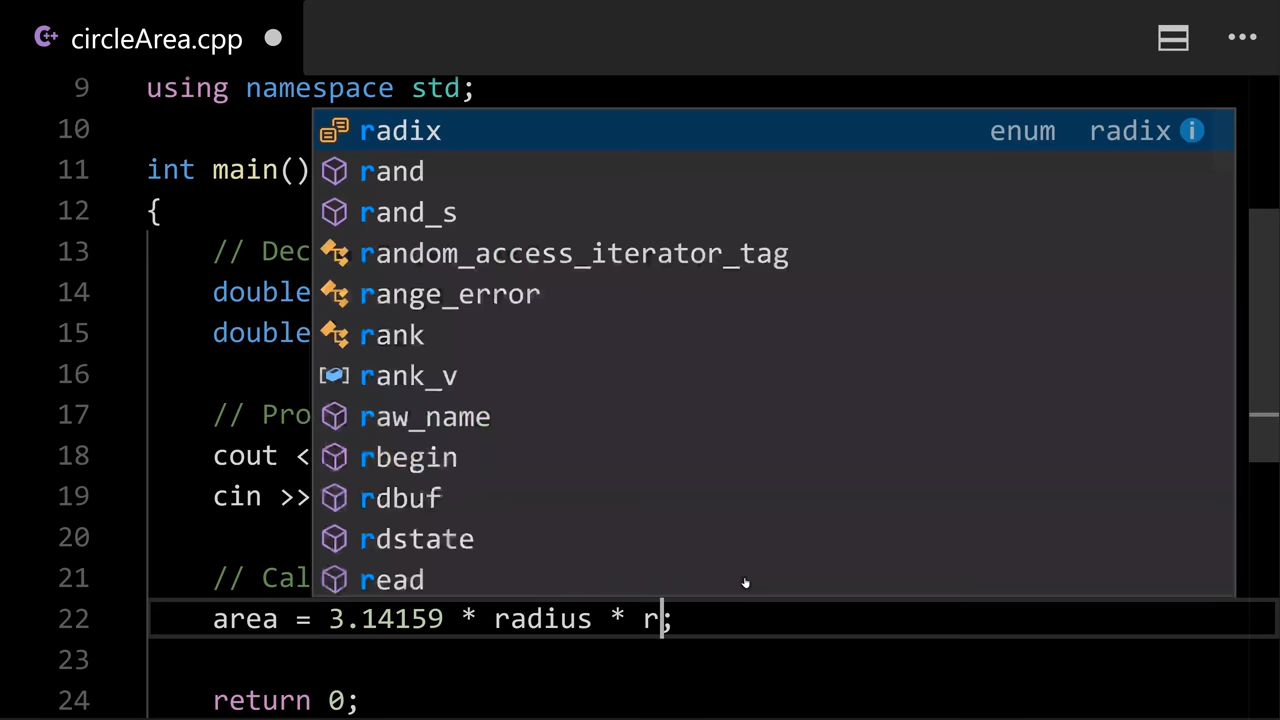 circleArea.cpp
9 using namespace std;
10
11 int main()
12 {
13 // Dec
14 double
15 double
16
17 // Pro
18 cout <
19 cin >>
20
21 // Cal
22 area = 3.14159 * radius * r;
23
24 return 0;
radix enum radix
rand
rand_s
random_access_iterator_tag
range_error
rank
rank_v
raw_name
rbegin
rdbuf
rdstate
read